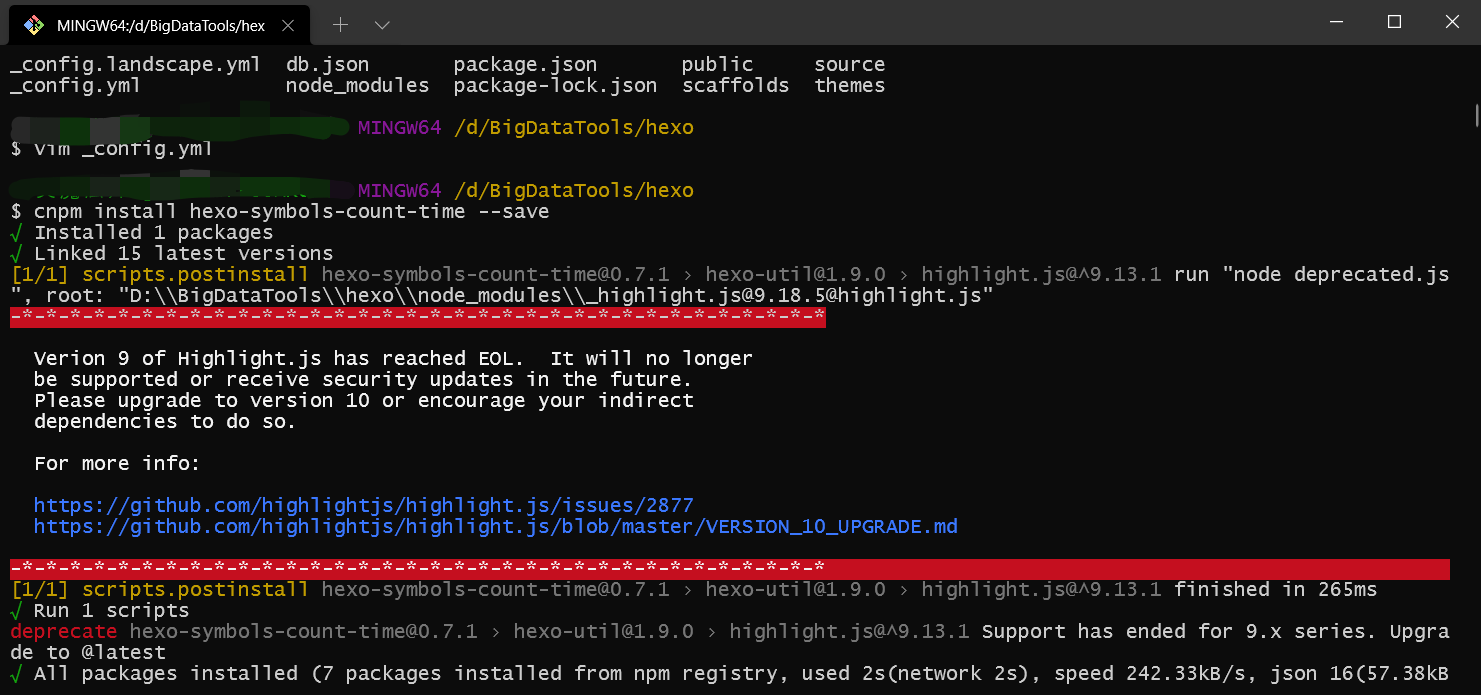 MINGW64:/d/BigDataTools/hex
_config.landscape.yml db.json package.json public source
_config.yml node_modules package-lock.json scaffolds themes
MINGW64 /d/BigDataTools/hexo
$ vim _config.yml
MINGW64 /d/BigDataTools/hexo
$ cnpm install hexo-symbols-count-time --save
√ Installed 1 packages
√ Linked 15 latest versions
[1/1] scripts.postinstall hexo-symbols-count-time@0.7.1 › hexo-util@1.9.0 › highlight.js@^9.13.1 run "node deprecated.js
", root: "D:\\BigDataTools\\hexo\\node_modules\\_highlight.js@9.18.5@highlight.js"
-*-*-*-*-*-*-*-*-*-*-*-*-*-*-*-*-*-*-*-*-*-*-*-*-*-*-*-*-*-*-*-*-*-*
Verion 9 of Highlight.js has reached EOL.  It will no longer
be supported or receive security updates in the future.
Please upgrade to version 10 or encourage your indirect
dependencies to do so.
For more info:
https://github.com/highlightjs/highlight.js/issues/2877
https://github.com/highlightjs/highlight.js/blob/master/VERSION_10_UPGRADE.md
-*-*-*-*-*-*-*-*-*-*-*-*-*-*-*-*-*-*-*-*-*-*-*-*-*-*-*-*-*-*-*-*-*-*
[1/1] scripts.postinstall hexo-symbols-count-time@0.7.1 › hexo-util@1.9.0 › highlight.js@^9.13.1 finished in 265ms
√ Run 1 scripts
deprecate hexo-symbols-count-time@0.7.1 › hexo-util@1.9.0 › highlight.js@^9.13.1 Support has ended for 9.x series. Upgra
de to @latest
√ All packages installed (7 packages installed from npm registry, used 2s(network 2s), speed 242.33kB/s, json 16(57.38kB